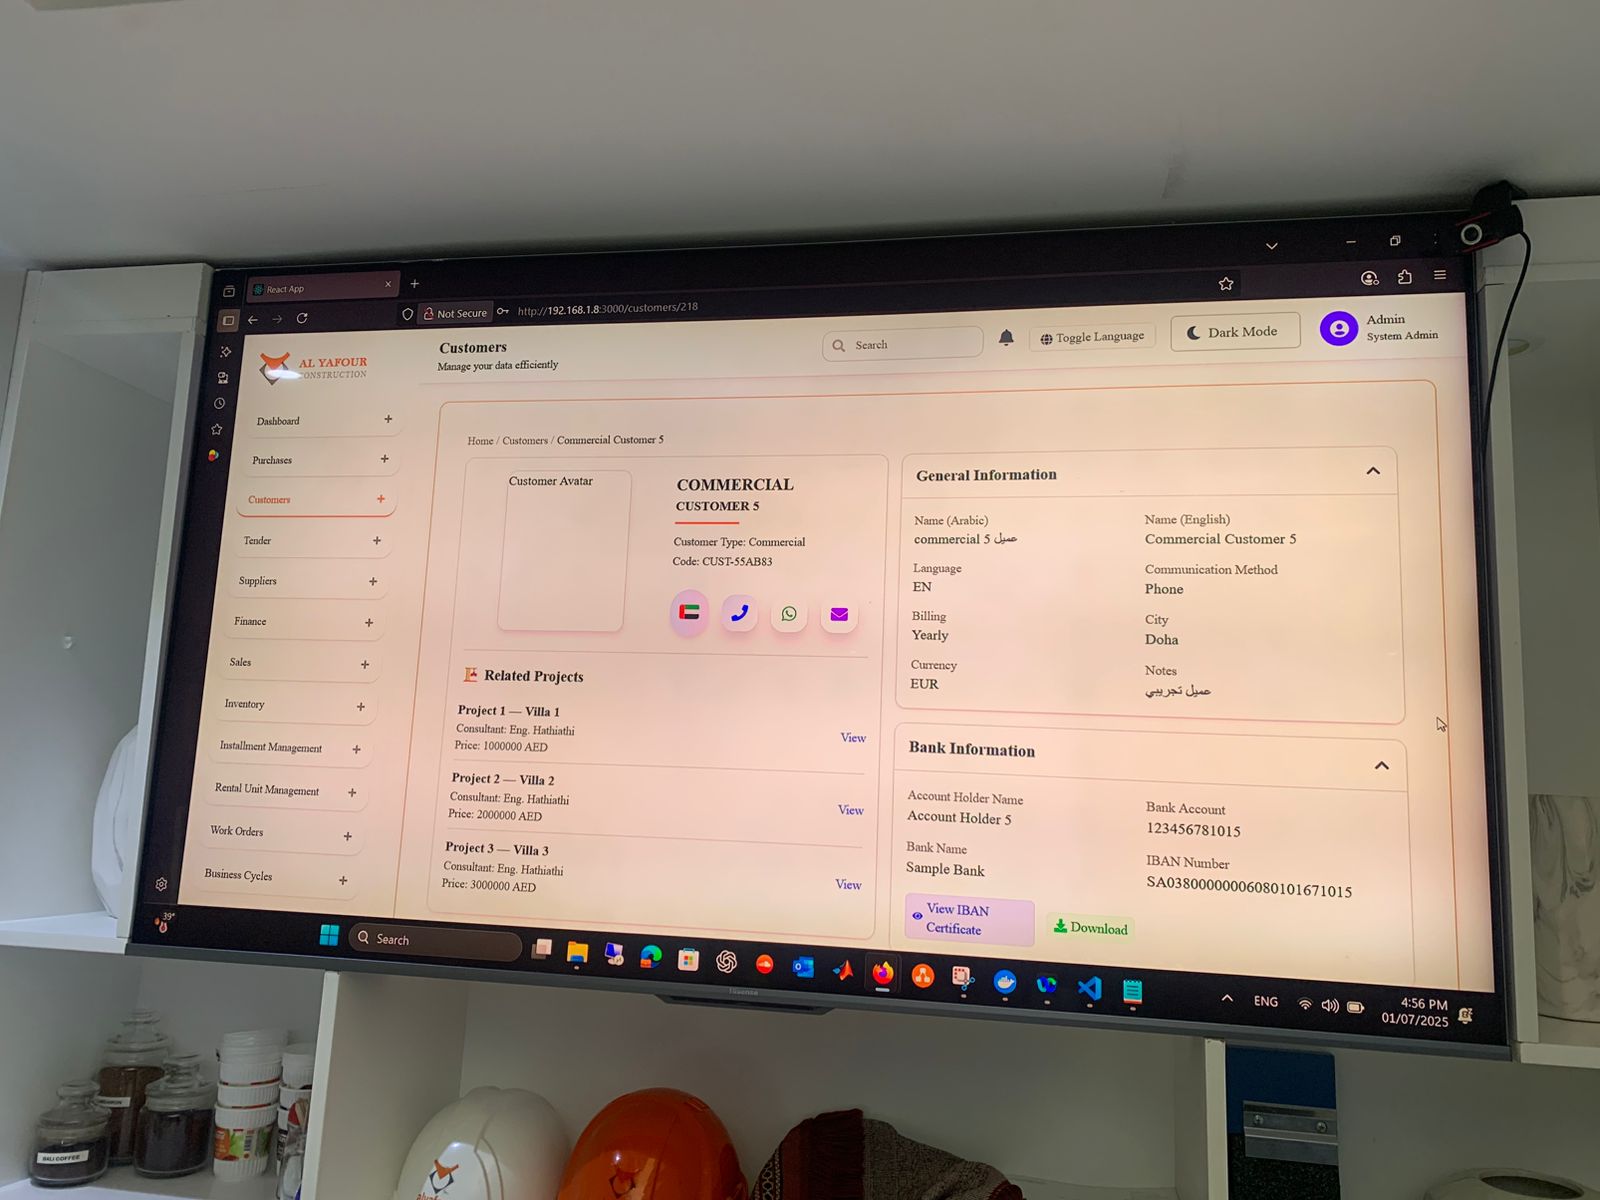 React App
Not Secure
http://192.168.1.8:3000/customers/218
AL YAFOUR
CONSTRUCTION
Customers
Manage your data efficiently
Search
Toggle Language
Dark Mode
Admin
System Admin
Dashboard
Purchases
Customers
Tender
Suppliers
Finance
Sales
Inventory
Installment Management
Rental Unit Management
Work Orders
Business Cycles
Home / Customers / Commercial Customer 5
Customer Avatar
COMMERCIAL
CUSTOMER 5
Customer Type: Commercial
Code: CUST-55AB83
Related Projects
Project 1 — Villa 1
Consultant: Eng. Hathiathi
Price: 1000000 AED
View
Project 2 — Villa 2
Consultant: Eng. Hathiathi
Price: 2000000 AED
View
Project 3 — Villa 3
Consultant: Eng. Hathiathi
Price: 3000000 AED
View
General Information
Name (Arabic)
commercial 5 عميل
Name (English)
Commercial Customer 5
Language
EN
Communication Method
Phone
Billing
Yearly
City
Doha
Currency
EUR
Notes
عميل تجريبي
Bank Information
Account Holder Name
Account Holder 5
Bank Account
123456781015
Bank Name
Sample Bank
IBAN Number
SA0380000006080101671015
View IBAN
Certificate
Download
39°
Search
ENG
4:56 PM
01/07/2025
Hisense
BALI COFFEE